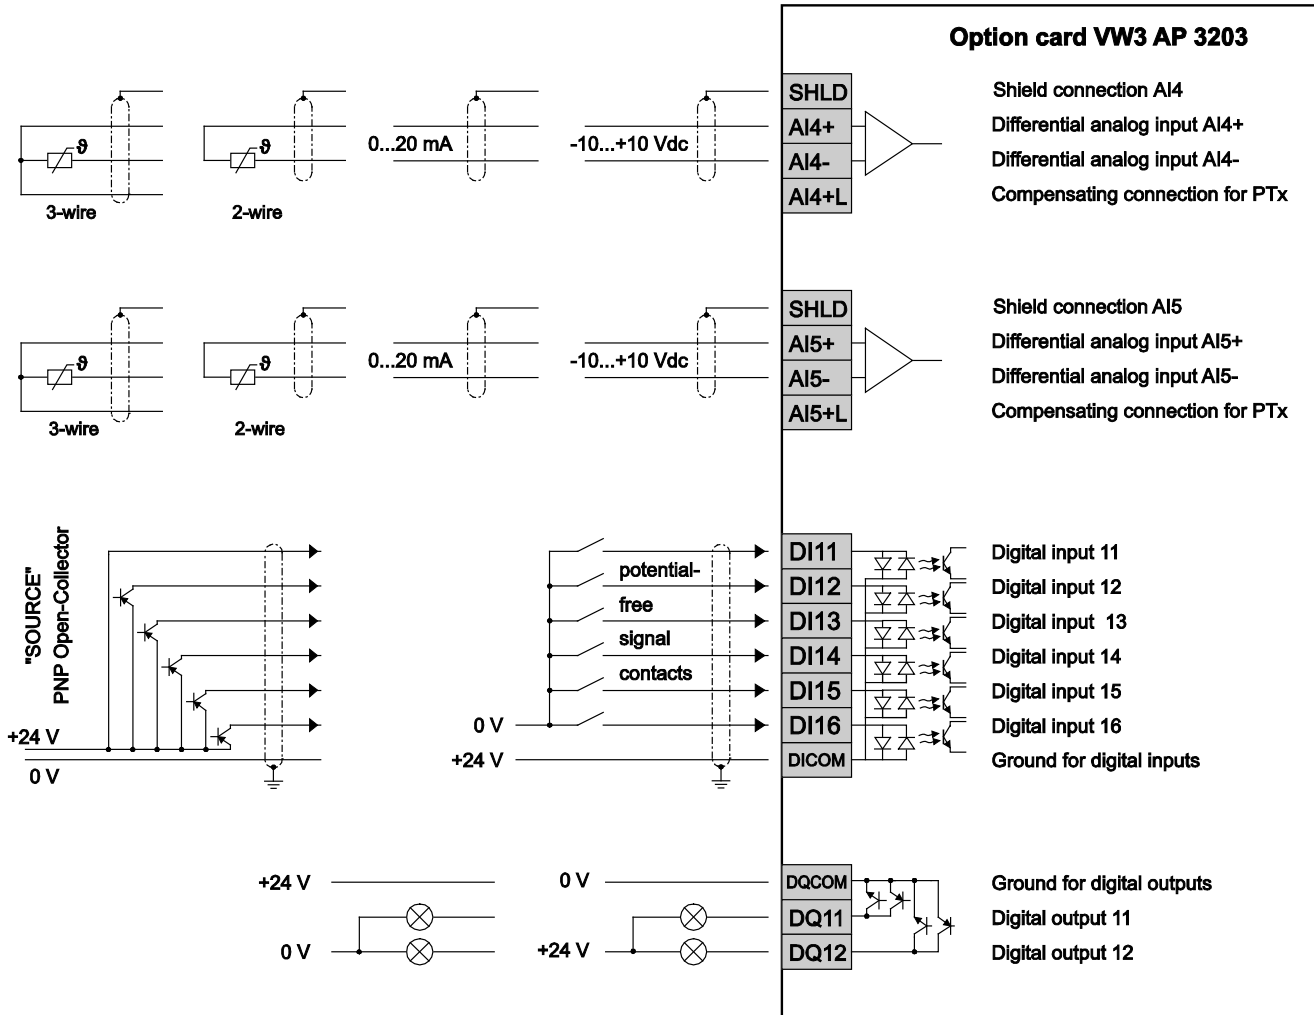 Option card VW3 AP 3203
SHLD
Shield connection AI4
AI4+
Differential analog input AI4+
ϑ
ϑ
0...20 mA
-10...+10 Vdc
AI4-
Differential analog input AI4-
AI4+L
Compensating connection for PTx
3-wire
2-wire
SHLD
Shield connection AI5
AI5+
Differential analog input AI5+
ϑ
ϑ
0...20 mA
-10...+10 Vdc
AI5-
Differential analog input AI5-
AI5+L
Compensating connection for PTx
3-wire
2-wire
"SOURCE"
PNP Open-Collector
+24 V
0 V
potential-
free
signal
contacts
0 V
+24 V
DI11
Digital input 11
DI12
Digital input 12
DI13
Digital input 13
DI14
Digital input 14
DI15
Digital input 15
DI16
Digital input 16
DICOM
Ground for digital inputs
+24 V
0 V
DQCOM
Ground for digital outputs
DQ11
Digital output 11
0 V
+24 V
DQ12
Digital output 12